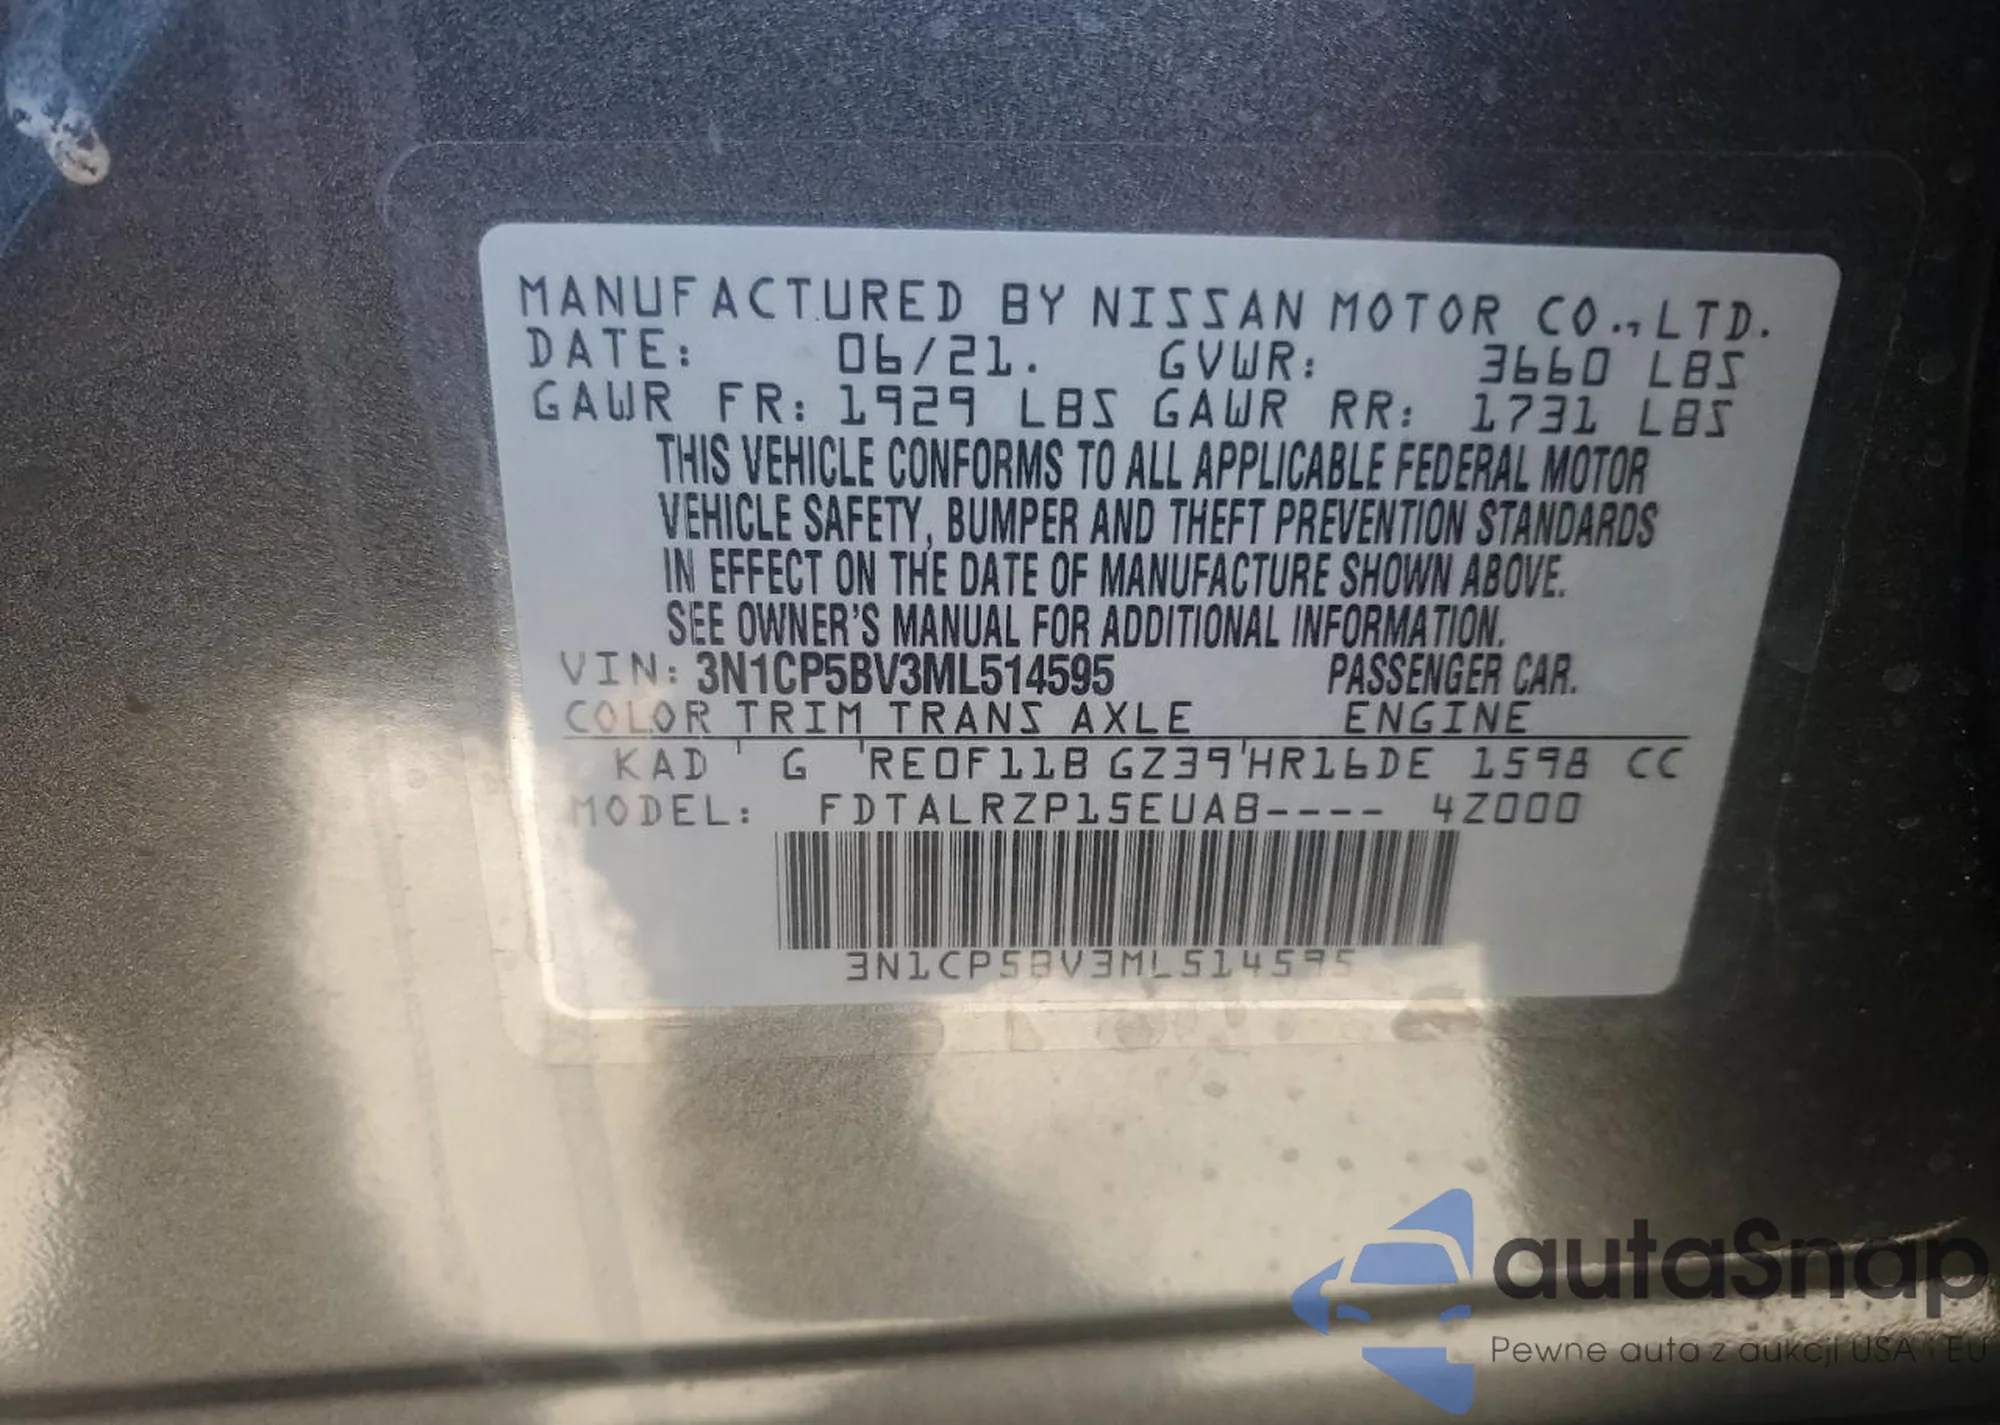 MANUFACTURED BY NISSAN MOTOR CO.,LTD.
DATE: 06/21. GVWR: 3660 LBS
GAWR FR: 1929 LBS GAWR RR: 1731 LBS
THIS VEHICLE CONFORMS TO ALL APPLICABLE FEDERAL MOTOR
VEHICLE SAFETY, BUMPER AND THEFT PREVENTION STANDARDS
IN EFFECT ON THE DATE OF MANUFACTURE SHOWN ABOVE.
SEE OWNER'S MANUAL FOR ADDITIONAL INFORMATION.
VIN: 3N1CP5BV3ML514595 PASSENGER CAR.
COLOR TRIM TRANS AXLE ENGINE
KAD G RE0F11B GZ39 HR16DE 1598 CC
MODEL: FDTALRZP15EUAB---- 4Z000
3N1CP5BV3ML514595
autaSnap
Pewne auta z aukcji USA i EU